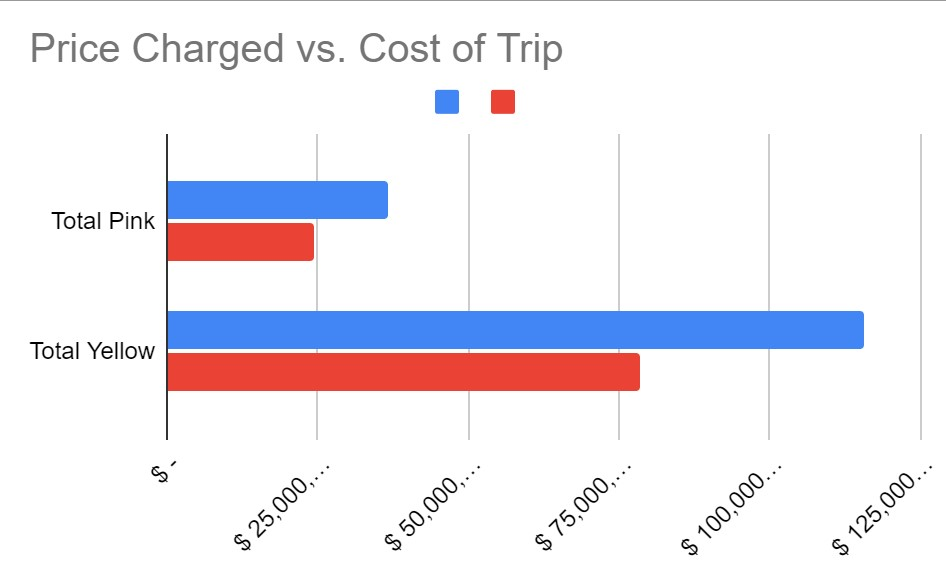 Price Charged vs. Cost of Trip
Total Pink
Total Yellow
$ -
$ 25,000,...
$ 50,000,...
$ 75,000,...
$ 100,000...
$ 125,000...